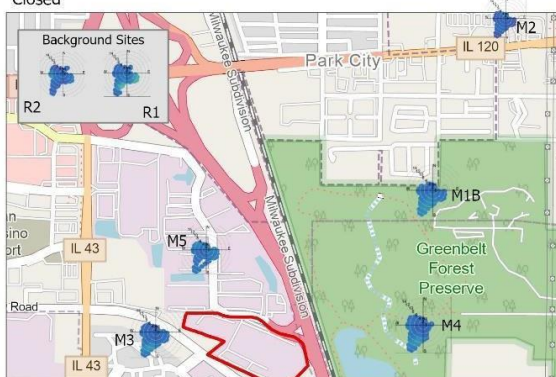 Closed
M2
IL 120
Background Sites
R2
R1
Milwaukee Subdivision
Park City
Milwaukee Subdivision
M1B
M5
IL 43
Greenbelt
Forest
Preserve
Road
M3
M4
IL 43